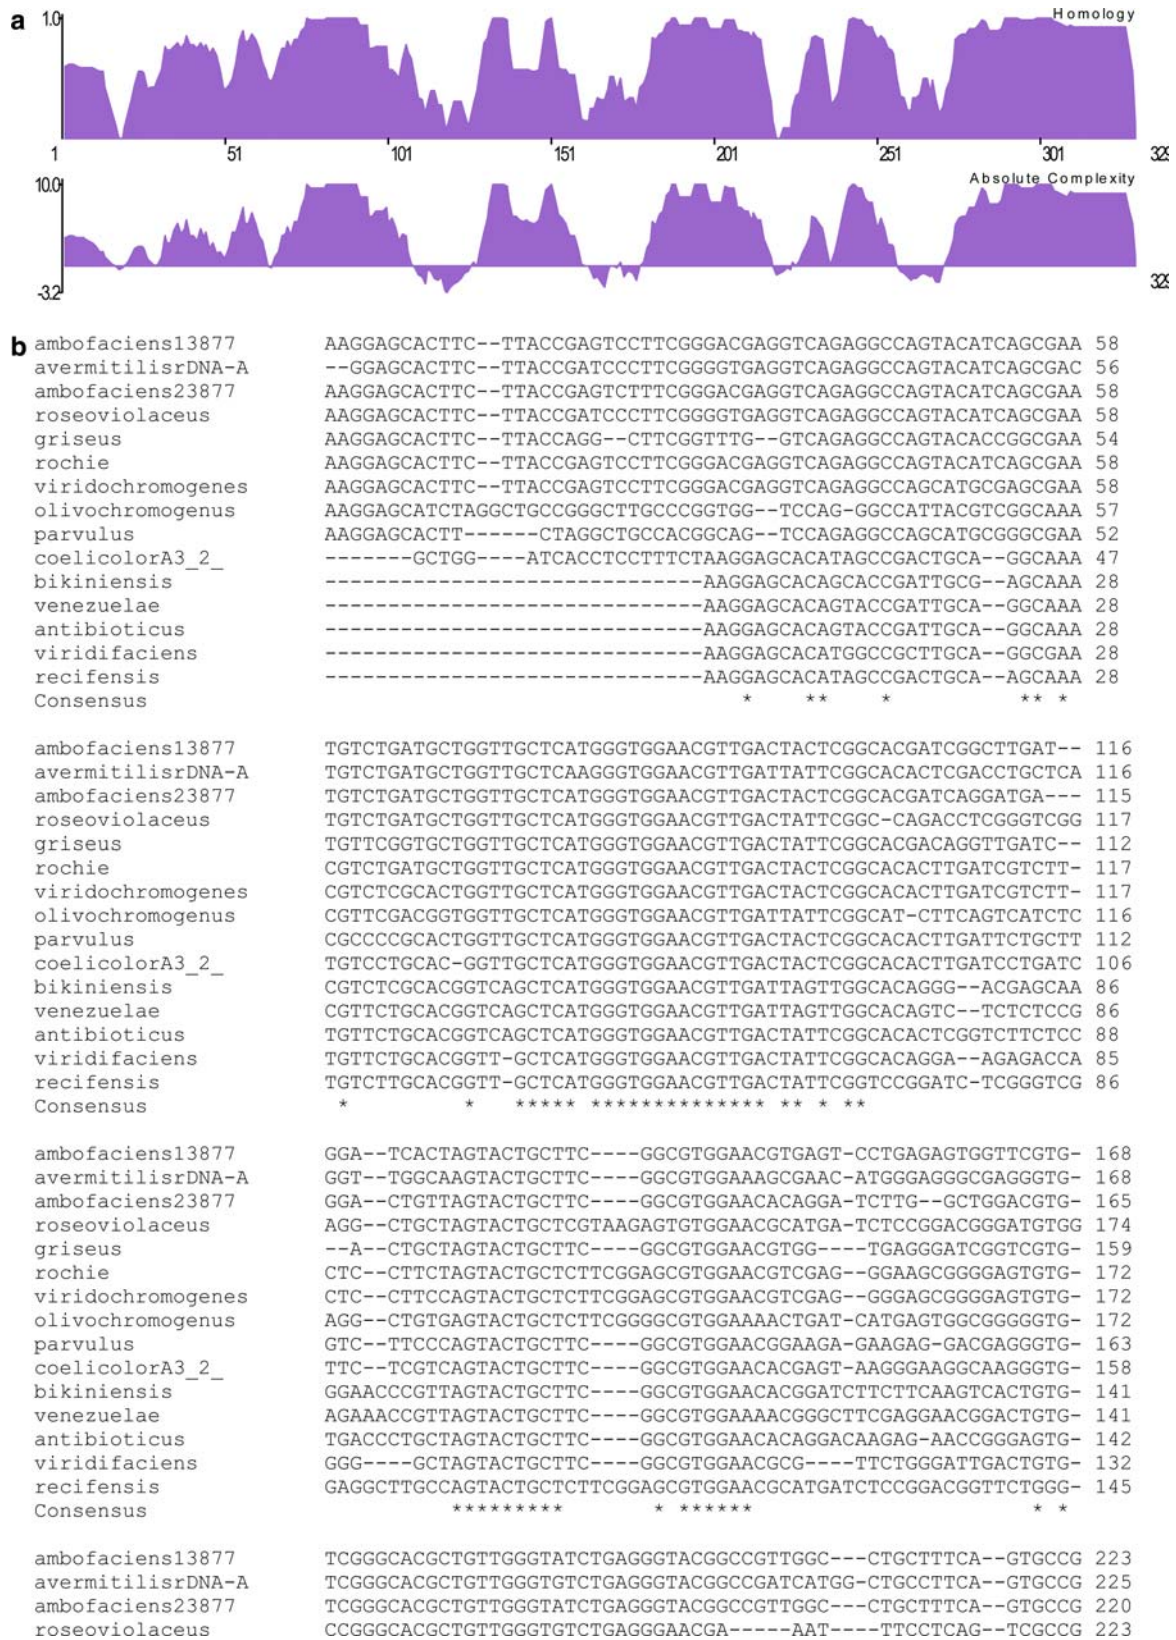 a
1.0
Homology
1 51 101 151 201 251 301 329
10.0
Absolute Complexity
-3.2
329
b
ambofaciens13877 AAGGAGCACTTC--TTACCGAGTCCTTCGGGACGAGGTCAGAGGCCAGTACATCAGCGAA 58
avermitilisrDNA-A --GGAGCACTTC--TTACCGATCCCTTCGGGGTGAGGTCAGAGGCCAGTACATCAGCGAC 56
ambofaciens23877 AAGGAGCACTTC--TTACCGAGTCTTTCGGGACGAGGTCAGAGGCCAGTACATCAGCGAA 58
roseoviolaceus AAGGAGCACTTC--TTACCGATCCCTTCGGGGTGAGGTCAGAGGCCAGTACATCAGCGAA 58
griseus AAGGAGCACTTC--TTACCAGG--CTTCGGTTTG--GTCAGAGGCCAGTACACCGGCGAA 54
rochie AAGGAGCACTTC--TTACCGAGTCCTTCGGGACGAGGTCAGAGGCCAGTACATCAGCGAA 58
viridochromogenes AAGGAGCACTTC--TTACCGAGTCCTTCGGGACGAGGTCAGAGGCCAGCATGCGAGCGAA 58
olivochromogenus AAGGAGCATCTAGGCTGCCGGGCTTGCCCGGTGG--TCCAG-GGCCATTACGTCGGCAAA 57
parvulus AAGGAGCACTT------CTAGGCTGCCACGGCAG--TCCAGAGGCCAGCATGCGGGCGAA 52
coelicolorA3_2_ -------GCTGG----ATCACCTCCTTTCTAAGGAGCACATAGCCGACTGCA--GGCAAA 47
bikiniensis ------------------------------AAGGAGCACAGCACCGATTGCG--AGCAAA 28
venezuelae ------------------------------AAGGAGCACAGTACCGATTGCA--GGCAAA 28
antibioticus ------------------------------AAGGAGCACAGTACCGATTGCA--GGCAAA 28
viridifaciens ------------------------------AAGGAGCACATGGCCGCTTGCA--GGCGAA 28
recifensis ------------------------------AAGGAGCACATAGCCGACTGCA--AGCAAA 28
Consensus * ** * ** *
ambofaciens13877 TGTCTGATGCTGGTTGCTCATGGGTGGAACGTTGACTACTCGGCACGATCGGCTTGAT-- 116
avermitilisrDNA-A TGTCTGATGCTGGTTGCTCAAGGGTGGAACGTTGATTATTCGGCACACTCGACCTGCTCA 116
ambofaciens23877 TGTCTGATGCTGGTTGCTCATGGGTGGAACGTTGACTACTCGGCACGATCAGGATGA--- 115
roseoviolaceus TGTCTGATGCTGGTTGCTCATGGGTGGAACGTTGACTATTCGGC-CAGACCTCGGGTCGG 117
griseus TGTTCGGTGCTGGTTGCTCATGGGTGGAACGTTGACTATTCGGCACGACAGGTTGATC-- 112
rochie CGTCTGATGCTGGTTGCTCATGGGTGGAACGTTGACTACTCGGCACACTTGATCGTCTT- 117
viridochromogenes CGTCTCGCACTGGTTGCTCATGGGTGGAACGTTGACTACTCGGCACACTTGATCGTCTT- 117
olivochromogenus CGTTCGACGGTGGTTGCTCATGGGTGGAACGTTGATTATTCGGCAT-CTTCAGTCATCTC 116
parvulus CGCCCCGCACTGGTTGCTCATGGGTGGAACGTTGACTACTCGGCACACTTGATTCTGCTT 112
coelicolorA3_2_ TGTCCTGCAC-GGTTGCTCATGGGTGGAACGTTGACTACTCGGCACACTTGATCCTGATC 106
bikiniensis CGTCTCGCACGGTCAGCTCATGGGTGGAACGTTGATTAGTTGGCACAGGG--ACGAGCAA 86
venezuelae CGTTCTGCACGGTCAGCTCATGGGTGGAACGTTGATTAGTTGGCACAGTC--TCTCTCCG 86
antibioticus TGTTCTGCACGGTCAGCTCATGGGTGGAACGTTGACTATTCGGCACACTCGGTCTTCTCC 88
viridifaciens TGTTCTGCACGGTT-GCTCATGGGTGGAACGTTGACTATTCGGCACAGGA--AGAGACCA 85
recifensis TGTCTTGCACGGTT-GCTCATGGGTGGAACGTTGACTATTCGGTCCGGATC-TCGGGTCG 86
Consensus * * ***** ************** ** * **
ambofaciens13877 GGA--TCACTAGTACTGCTTC----GGCGTGGAACGTGAGT-CCTGAGAGTGGTTCGTG- 168
avermitilisrDNA-A GGT--TGGCAAGTACTGCTTC----GGCGTGGAAAGCGAAC-ATGGGAGGGCGAGGGTG- 168
ambofaciens23877 GGA--CTGTTAGTACTGCTTC----GGCGTGGAACACAGGA-TCTTG--GCTGGACGTG- 165
roseoviolaceus AGG--CTGCTAGTACTGCTCGTAAGAGTGTGGAACGCATGA-TCTCCGGACGGGATGTGG 174
griseus --A--CTGCTAGTACTGCTTC----GGCGTGGAACGTGG----TGAGGGATCGGTCGTG- 159
rochie CTC--CTTCTAGTACTGCTCTTCGGAGCGTGGAACGTCGAG--GGAAGCGGGGAGTGTG- 172
viridochromogenes CTC--CTTCCAGTACTGCTCTTCGGAGCGTGGAACGTCGAG--GGGAGCGGGGAGTGTG- 172
olivochromogenus AGG--CTGTGAGTACTGCTCTTCGGGGCGTGGAAAACTGAT-CATGAGTGGCGGGGGTG- 172
parvulus GTC--TTCCCAGTACTGCTTC----GGCGTGGAACGGAAGA-GAAGAG-GACGAGGGTG- 163
coelicolorA3_2_ TTC--TCGTCAGTACTGCTTC----GGCGTGGAACACGAGT-AAGGGAAGGCAAGGGTG- 158
bikiniensis GGAACCCGTTAGTACTGCTTC----GGCGTGGAACACGGATCTTCTTCAAGTCACTGTG- 141
venezuelae AGAAACCGTTAGTACTGCTTC----GGCGTGGAAAACGGGCTTCGAGGAACGGACTGTG- 141
antibioticus TGACCCTGCTAGTACTGCTTC----GGCGTGGAACACAGGACAAGAG-AACCGGGAGTG- 142
viridifaciens GGG----GCTAGTACTGCTTC----GGCGTGGAACGCG----TTCTGGGATTGACTGTG- 132
recifensis GAGGCTTGCCAGTACTGCTCTTCGGAGCGTGGAACGCATGATCTCCGGACGGTTCTGGG- 145
Consensus ********* * ****** * *
ambofaciens13877 TCGGGCACGCTGTTGGGTATCTGAGGGTACGGCCGTTGGC---CTGCTTTCA--GTGCCG 223
avermitilisrDNA-A TCGGGCACGCTGTTGGGTGTCTGAGGGTACGGCCGATCATGG-CTGCCTTCA--GTGCCG 225
ambofaciens23877 TCGGGCACGCTGTTGGGTATCTGAGGGTACGGCCGTTGGC---CTGCTTTCA--GTGCCG 220
roseoviolaceus CCGGGCACGCTGTTGGGTGTCTGAGGGAACGA-----AAT----TTCCTCAG--TCGCCG 223